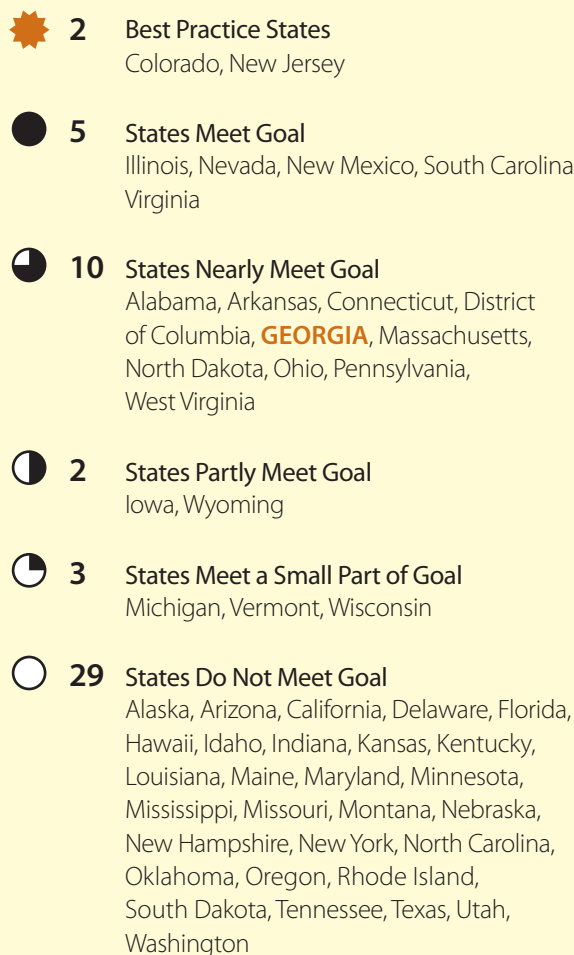 2 Best Practice States
Colorado, New Jersey
5 States Meet Goal
Illinois, Nevada, New Mexico, South Carolina
Virginia
10 States Nearly Meet Goal
Alabama, Arkansas, Connecticut, District
of Columbia, GEORGIA, Massachusetts,
North Dakota, Ohio, Pennsylvania,
West Virginia
2 States Partly Meet Goal
Iowa, Wyoming
3 States Meet a Small Part of Goal
Michigan, Vermont, Wisconsin
29 States Do Not Meet Goal
Alaska, Arizona, California, Delaware, Florida,
Hawaii, Idaho, Indiana, Kansas, Kentucky,
Louisiana, Maine, Maryland, Minnesota,
Mississippi, Missouri, Montana, Nebraska,
New Hampshire, New York, North Carolina,
Oklahoma, Oregon, Rhode Island,
South Dakota, Tennessee, Texas, Utah,
Washington